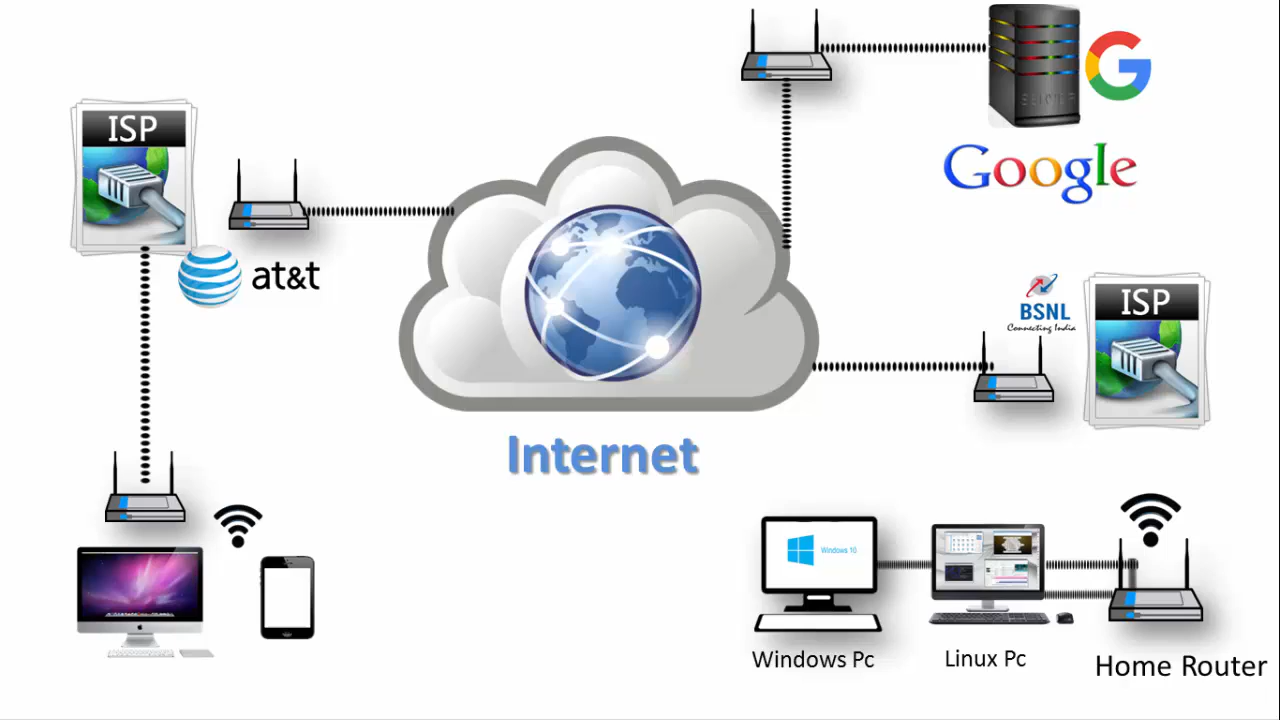 ISP
at&t
Internet
G
Google
BSNL
Connecting India
ISP
Windows 10
Windows Pc
Linux Pc
Home Router